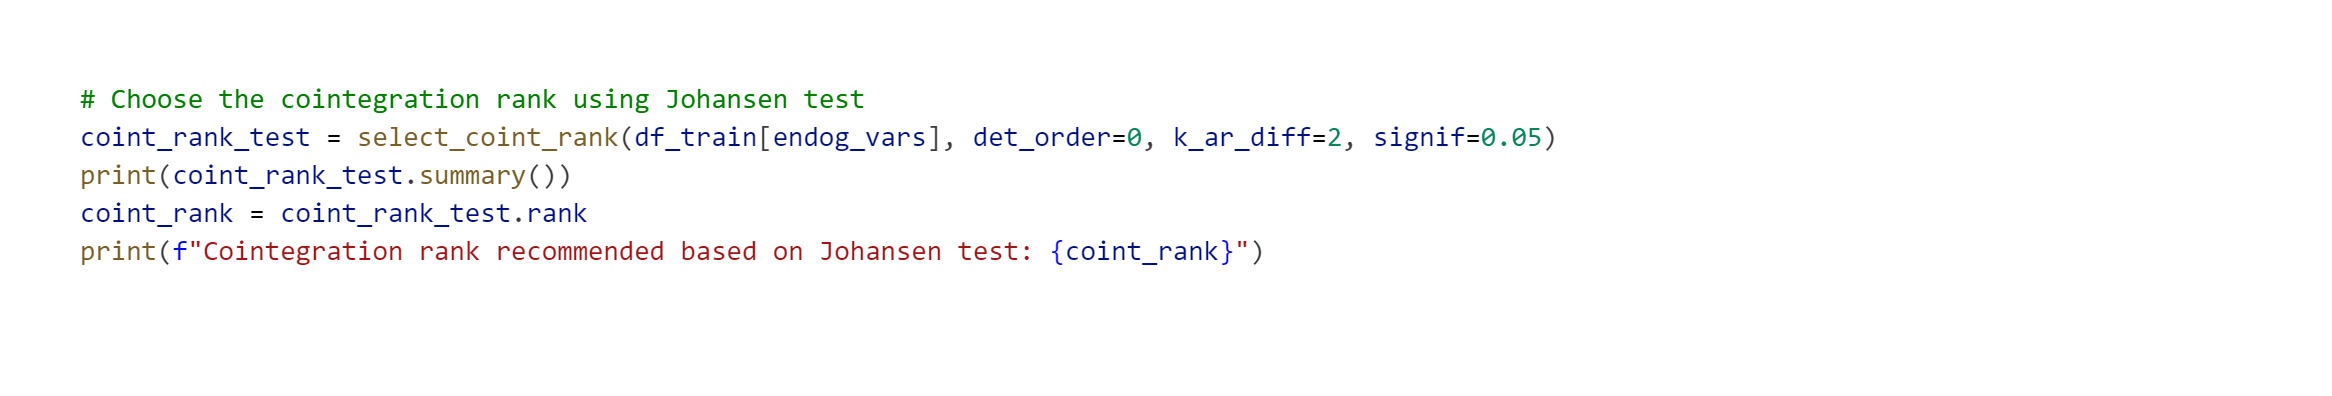 # Choose the cointegration rank using Johansen test
coint_rank_test = select_coint_rank(df_train[endog_vars], det_order=0, k_ar_diff=2, signif=0.05)
print(coint_rank_test.summary())
coint_rank = coint_rank_test.rank
print(f"Cointegration rank recommended based on Johansen test: {coint_rank}")